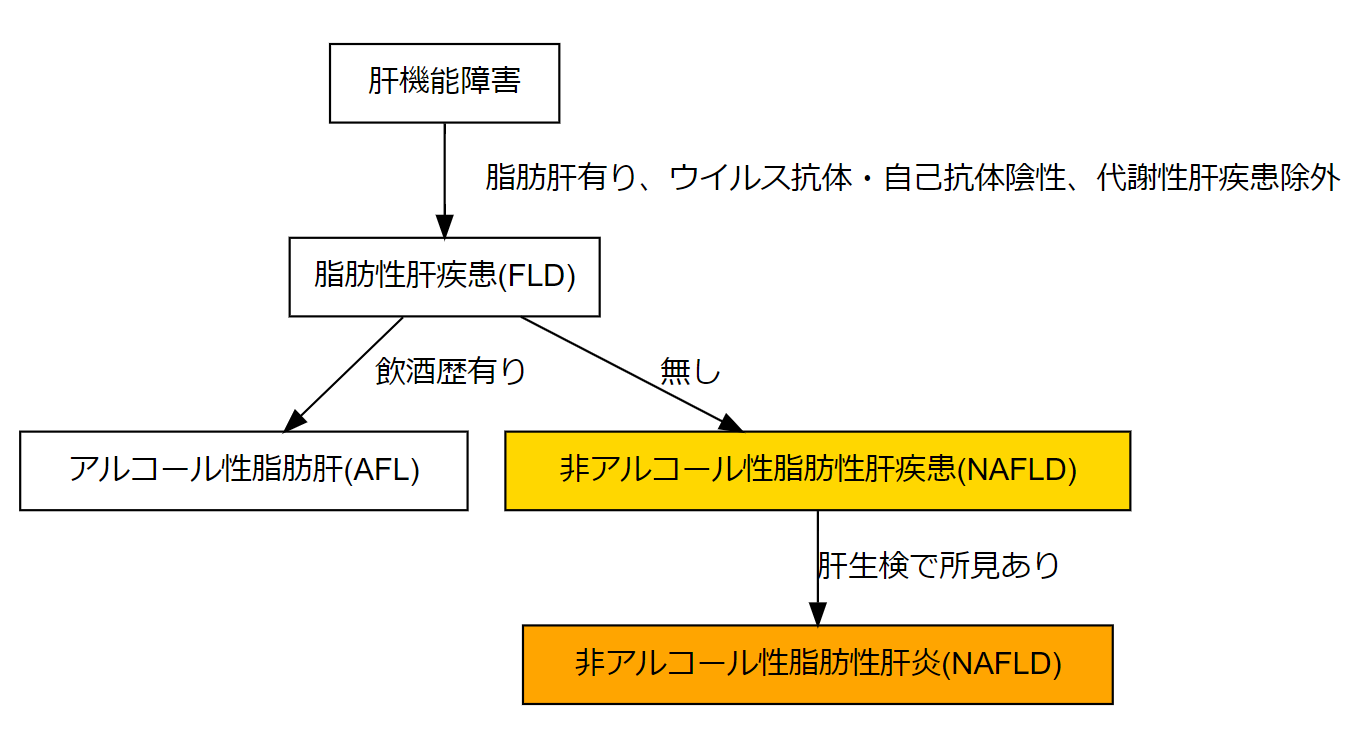 肝機能障害
脂肪肝有り、ウイルス抗体・自己抗体陰性、代謝性肝疾患除外
脂肪性肝疾患(FLD)
飲酒歴有り
無し
アルコール性脂肪肝(AFL)
非アルコール性脂肪性肝疾患(NAFLD)
肝生検で所見あり
非アルコール性脂肪性肝炎(NAFLD)